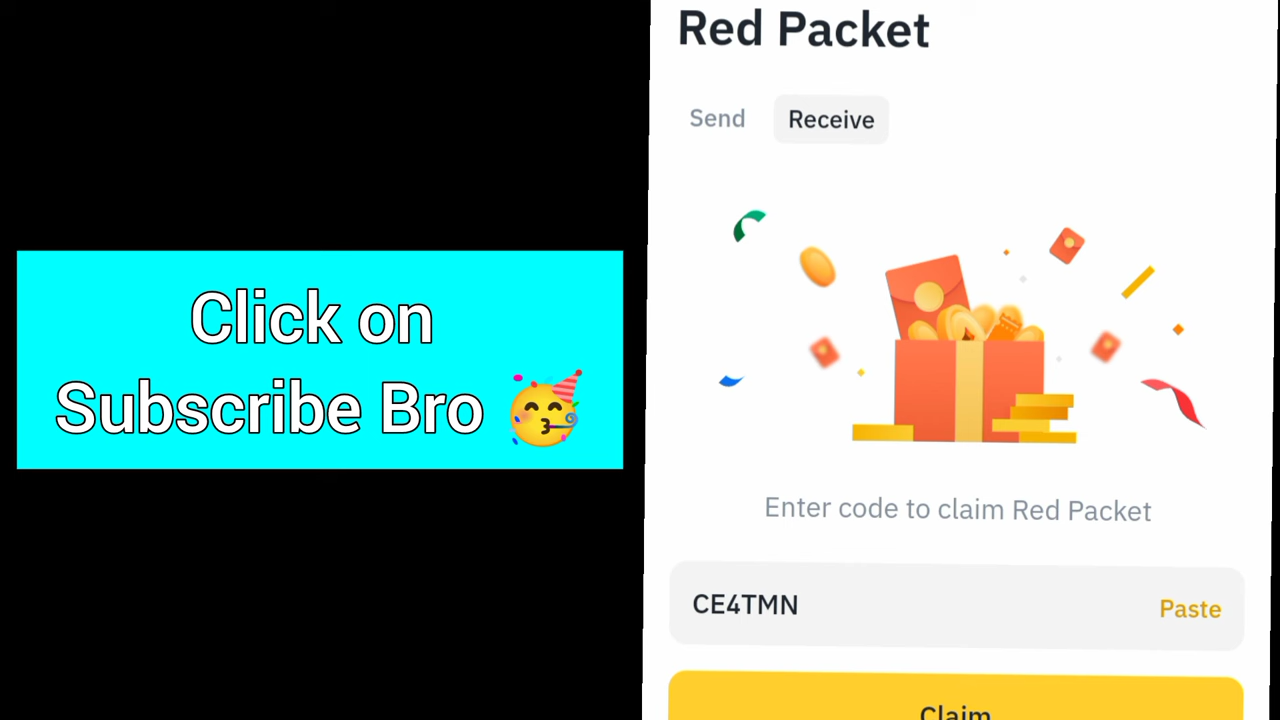 Click on
Subscribe Bro
Red Packet
Send
Receive
Enter code to claim Red Packet
CE4TMN
Paste
Claim